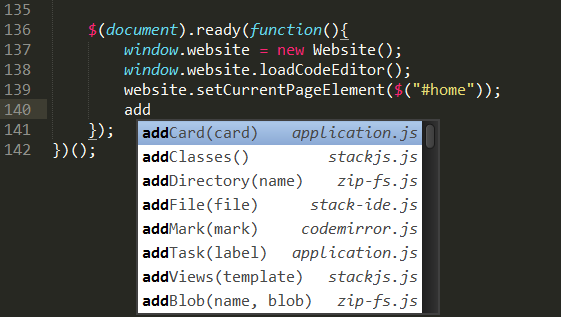 135
136 $(document).ready(function(){
137 window.website = new Website();
138 window.website.loadCodeEditor();
139 website.setCurrentPageElement($("#home"));
140 add
141 });
142 })();
addCard(card) application.js
addClasses() stackjs.js
addDirectory(name) zip-fs.js
addFile(file) stack-ide.js
addMark(mark) codemirror.js
addTask(label) application.js
addViews(template) stackjs.js
addBlob(name, blob) zip-fs.js